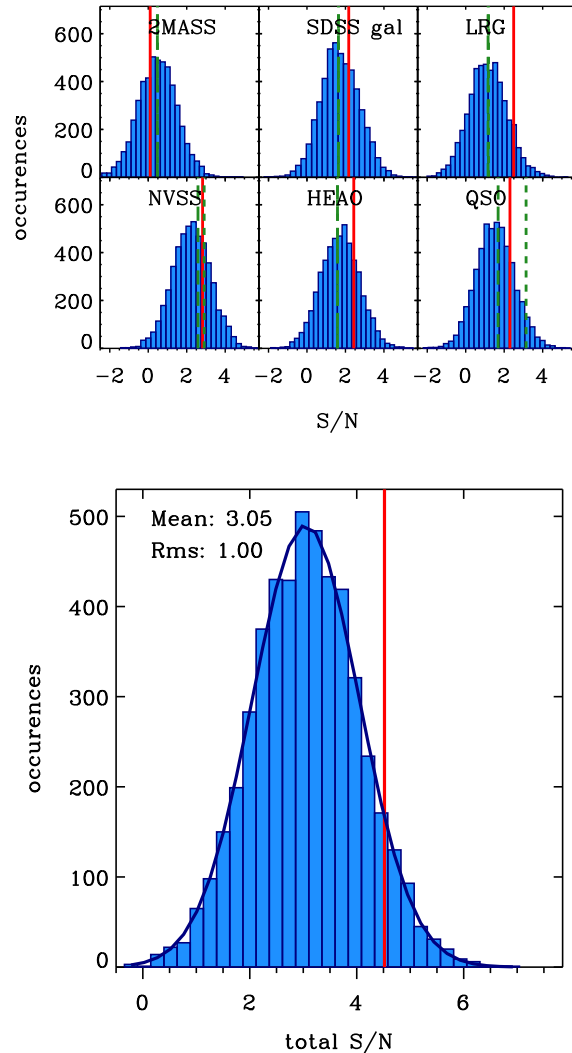 600
400
200
0
2MASS
SDSS gal
LRG
occurences
600
400
200
0
NVSS
HEAO
QSO
−2 0 2 4
−2 0 2 4
−2 0 2 4
S/N
500
400
300
200
100
0
Mean: 3.05
Rms: 1.00
occurences
0 2 4 6
total S/N